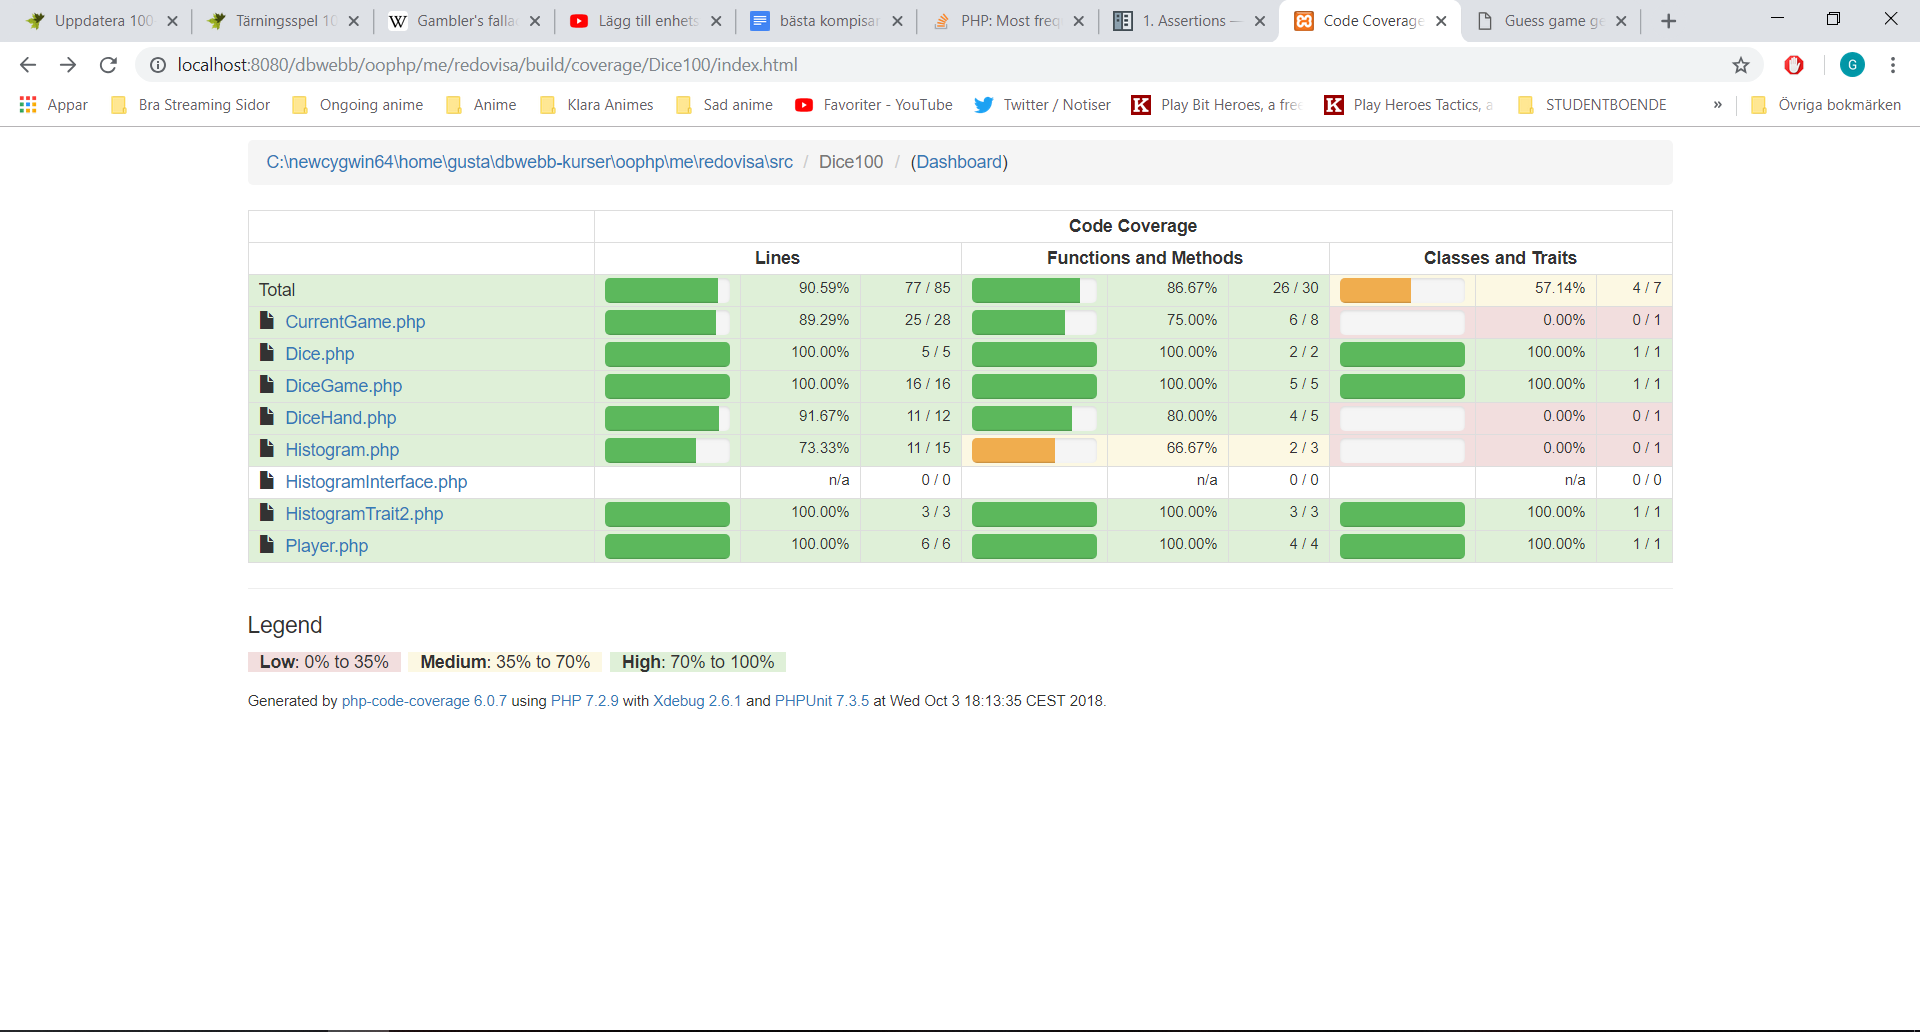 Uppdatera 100 Tärningsspel 10 Gambler's falla Lägg till enhets bästa kompisar PHP: Most freq 1. Assertions — Code Coverage Guess game ge
localhost:8080/dbwebb/oophp/me/redovisa/build/coverage/Dice100/index.html G
Appar Bra Streaming Sidor Ongoing anime Anime Klara Animes Sad anime Favoriter - YouTube Twitter / Notiser Play Bit Heroes, a free Play Heroes Tactics, a STUDENTBOENDE » Övriga bokmärken
C:\newcygwin64\home\gusta\dbwebb-kurser\oophp\me\redovisa\src / Dice100 / (Dashboard)
Code Coverage
Lines Functions and Methods Classes and Traits
Total 90.59% 77 / 85 86.67% 26 / 30 57.14% 4 / 7
CurrentGame.php 89.29% 25 / 28 75.00% 6 / 8 0.00% 0 / 1
Dice.php 100.00% 5 / 5 100.00% 2 / 2 100.00% 1 / 1
DiceGame.php 100.00% 16 / 16 100.00% 5 / 5 100.00% 1 / 1
DiceHand.php 91.67% 11 / 12 80.00% 4 / 5 0.00% 0 / 1
Histogram.php 73.33% 11 / 15 66.67% 2 / 3 0.00% 0 / 1
HistogramInterface.php n/a 0 / 0 n/a 0 / 0 n/a 0 / 0
HistogramTrait2.php 100.00% 3 / 3 100.00% 3 / 3 100.00% 1 / 1
Player.php 100.00% 6 / 6 100.00% 4 / 4 100.00% 1 / 1
Legend
Low: 0% to 35% Medium: 35% to 70% High: 70% to 100%
Generated by php-code-coverage 6.0.7 using PHP 7.2.9 with Xdebug 2.6.1 and PHPUnit 7.3.5 at Wed Oct 3 18:13:35 CEST 2018.